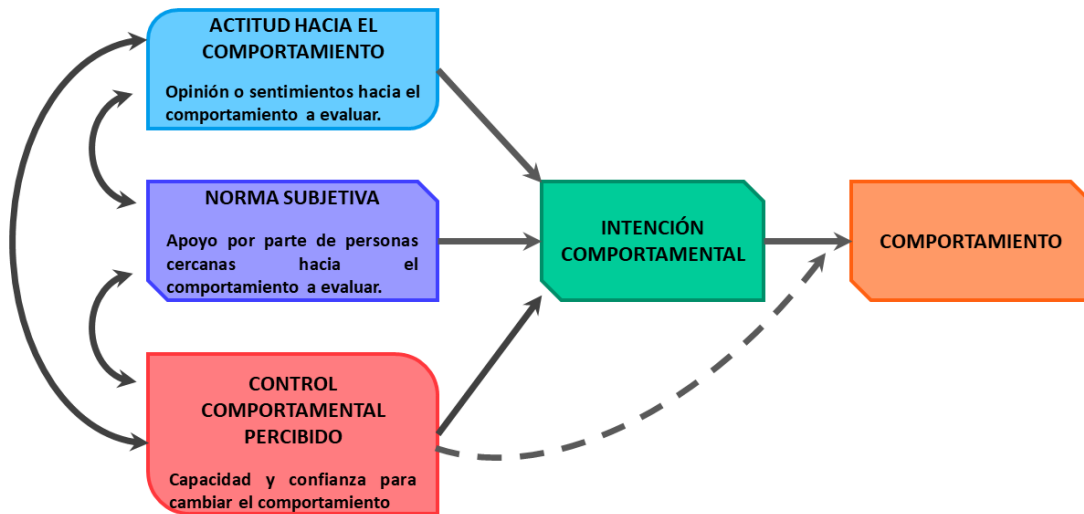 ACTITUD HACIA EL
COMPORTAMIENTO
Opinión o sentimientos hacia el
comportamiento a evaluar.
NORMA SUBJETIVA
Apoyo por parte de personas
cercanas hacia el
comportamiento a evaluar.
CONTROL
COMPORTAMENTAL
PERCIBIDO
Capacidad y confianza para
cambiar el comportamiento
INTENCIÓN
COMPORTAMENTAL
COMPORTAMIENTO